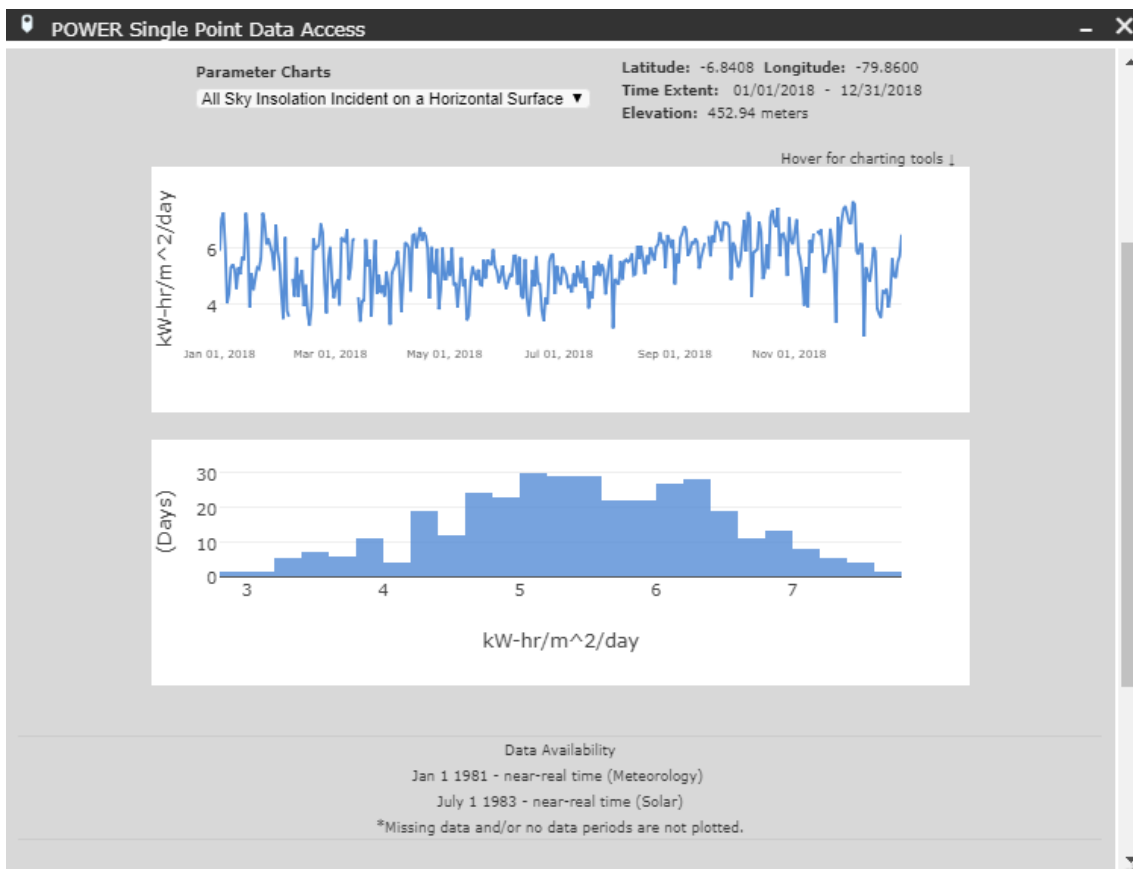 POWER Single Point Data Access
Parameter Charts
All Sky Insolation Incident on a Horizontal Surface ▼
Latitude: -6.8408 Longitude: -79.8600
Time Extent: 01/01/2018 - 12/31/2018
Elevation: 452.94 meters
Hover for charting tools ↓
kW-hr/m^2/day
6
4
Jan 01, 2018 Mar 01, 2018 May 01, 2018 Jul 01, 2018 Sep 01, 2018 Nov 01, 2018
(Days)
30
20
10
0
3 4 5 6 7
kW-hr/m^2/day
Data Availability
Jan 1 1981 - near-real time (Meteorology)
July 1 1983 - near-real time (Solar)
*Missing data and/or no data periods are not plotted.